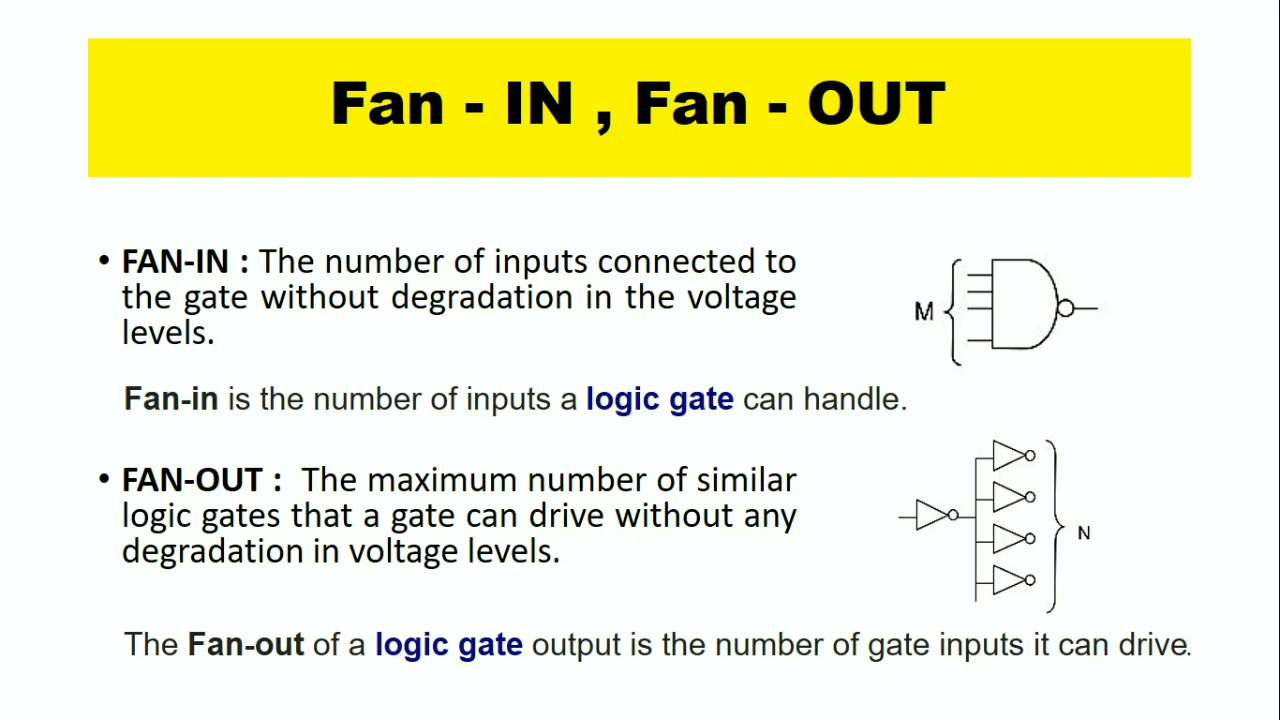 Fan - IN , Fan - OUT
• FAN-IN : The number of inputs connected to
the gate without degradation in the voltage
levels.
M
Fan-in is the number of inputs a logic gate can handle.
• FAN-OUT : The maximum number of similar
logic gates that a gate can drive without any
degradation in voltage levels.
N
The Fan-out of a logic gate output is the number of gate inputs it can drive.